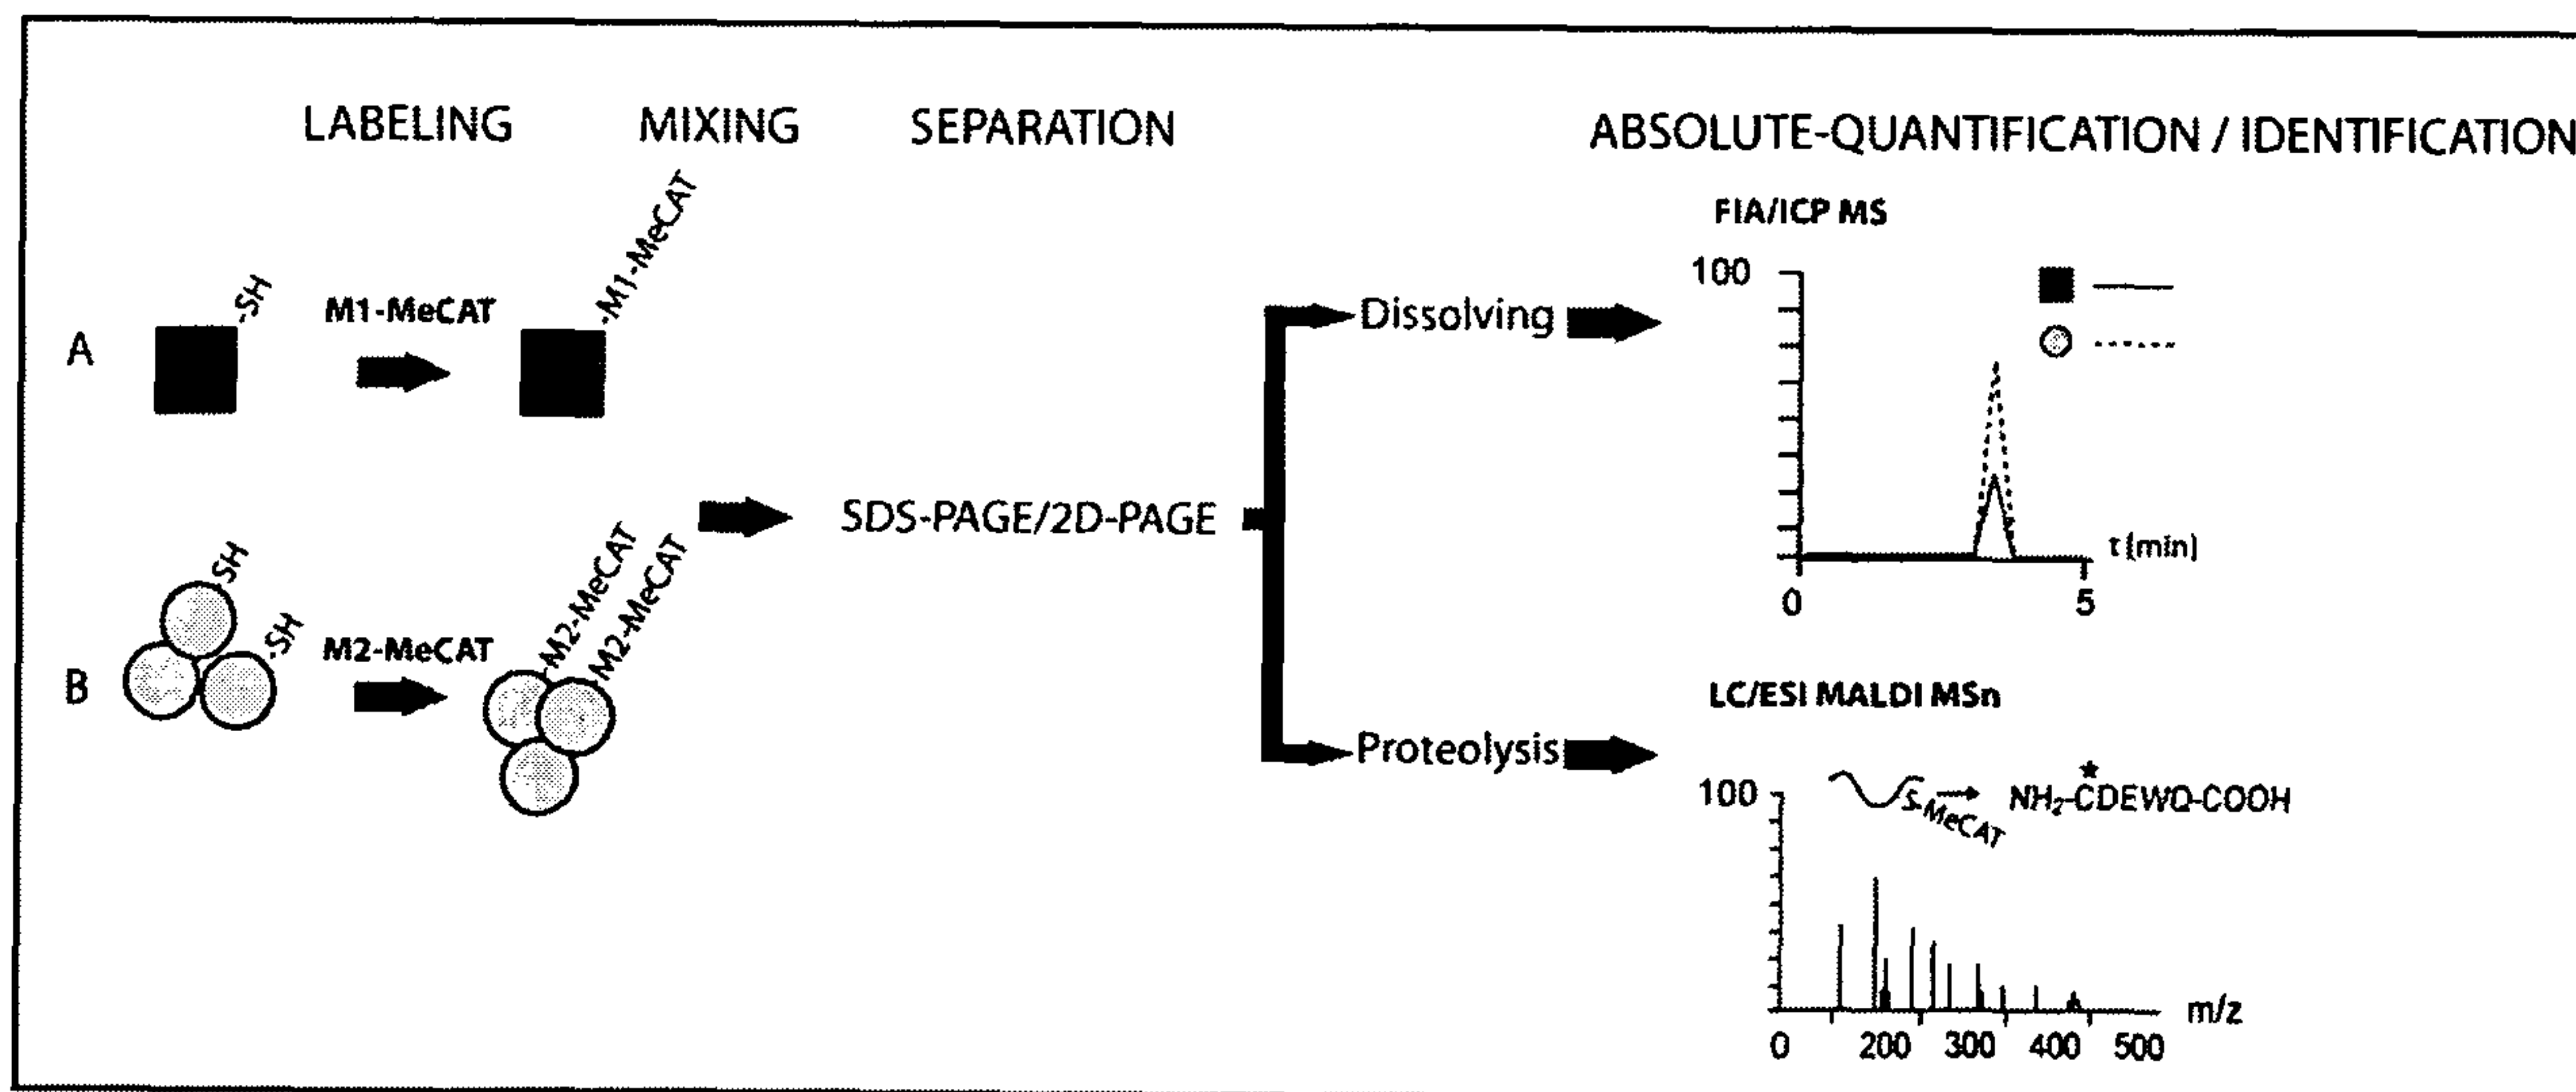 LABELING MIXING SEPARATION ABSOLUTE-QUANTIFICATION / IDENTIFICATION
FIA/ICP MS
A
-SH
M1-MeCAT
-M1-MeCAT
Dissolving
100
t (min)
0 5
SDS-PAGE/2D-PAGE
B
-SH
-SH
M2-MeCAT
-M2-MeCAT
-M2-MeCAT
Proteolysis
LC/ESI MALDI MSn
100
S-MeCAT
*
NH2-CDEWQ-COOH
m/z
0 200 300 400 500